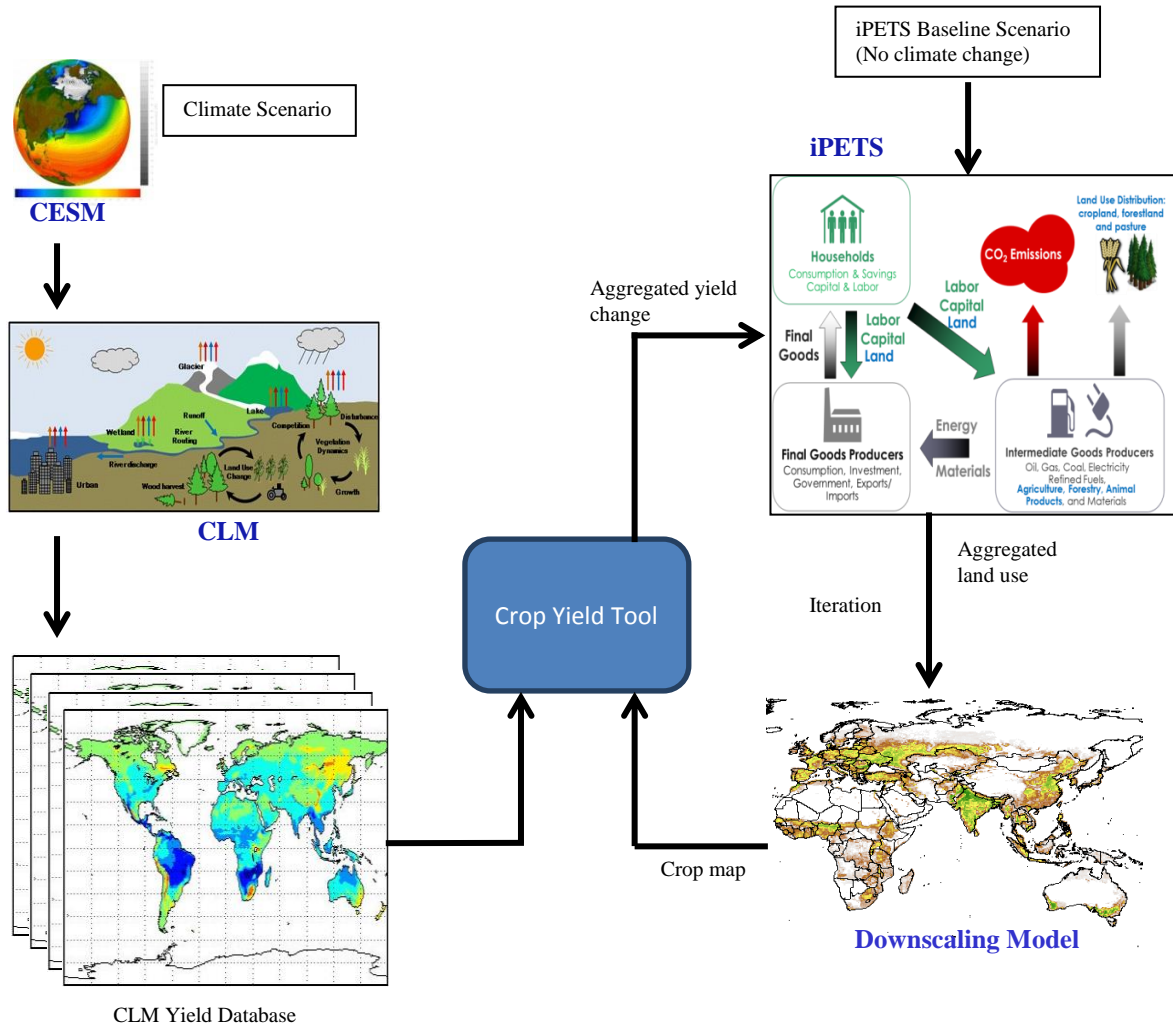 iPETS Baseline Scenario
(No climate change)
Climate Scenario
CESM
iPETS
Households
Consumption & Savings
Capital & Labor
CO2 Emissions
Land Use Distribution:
cropland, forestland
and pasture
Labor
Capital
Land
Final
Goods
Labor
Capital
Land
Final Goods Producers
Consumption, Investment,
Government, Exports/
Imports
Energy
Materials
Intermediate Goods Producers
Oil, Gas, Coal, Electricity
Refined Fuels,
Agriculture, Forestry, Animal
Products, and Materials
Aggregated yield
change
Glacier
Lake
Runoff
River
Routing
Wetland
River discharge
Urban
Competition
Disturbance
Vegetation
Dynamics
Growth
Land Use
Change
Wood harvest
CLM
Crop Yield Tool
Aggregated
land use
Iteration
Crop map
Downscaling Model
CLM Yield Database